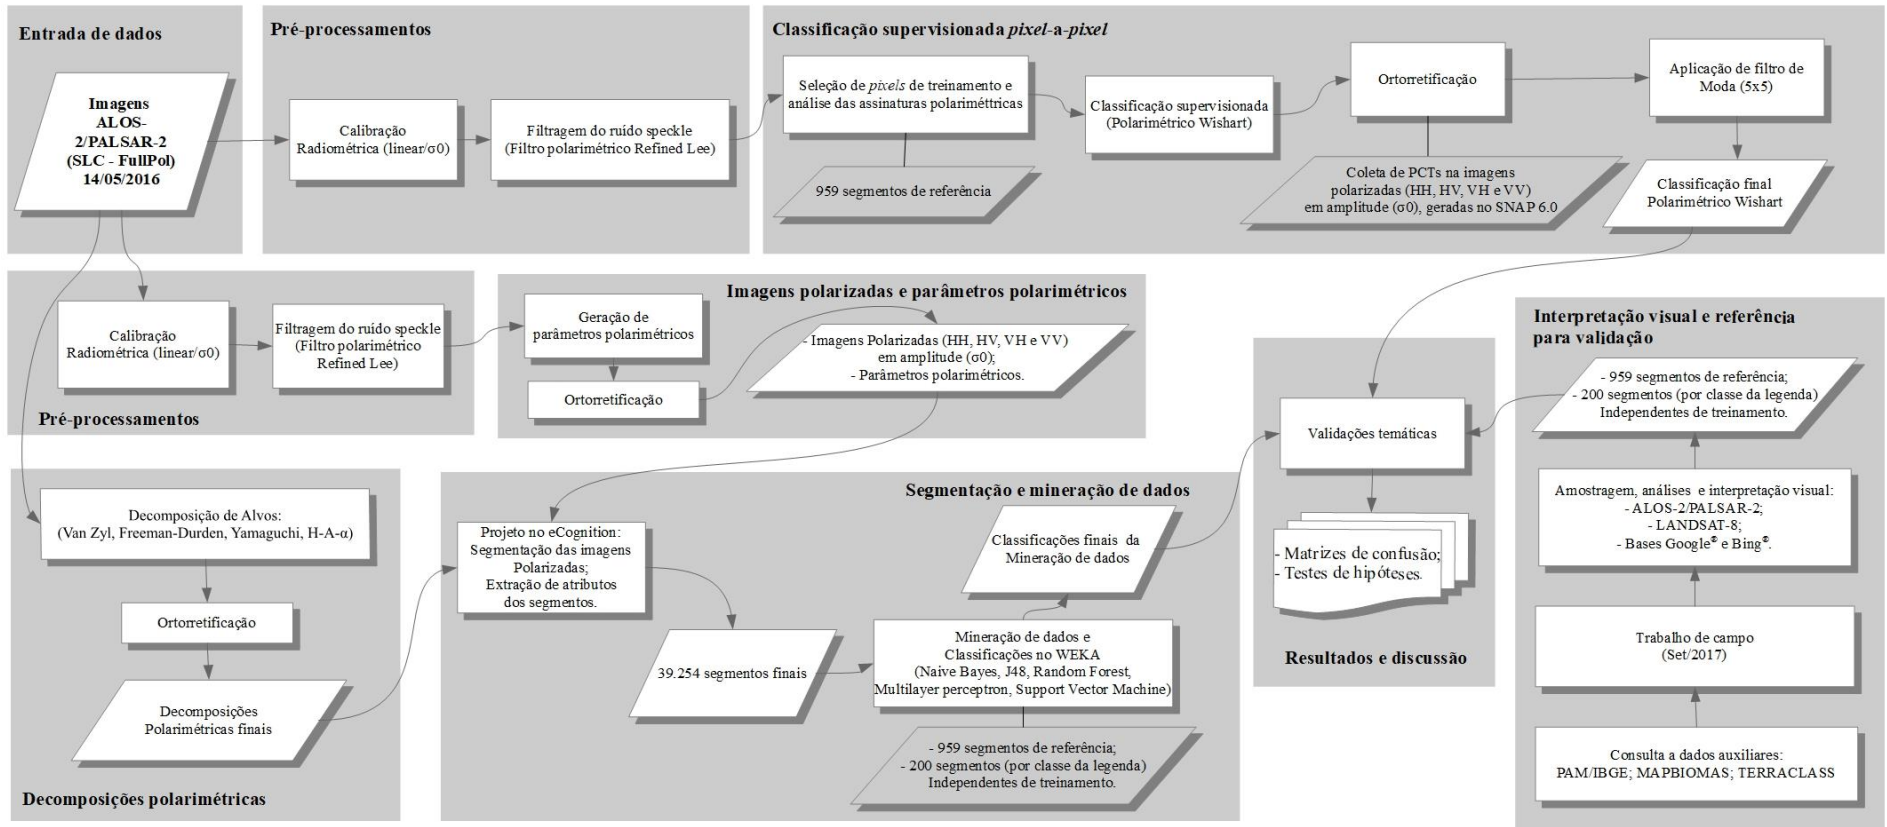 Entrada de dados
Imagens
ALOS-
2/PALSAR-2
(SLC - FullPol)
14/05/2016
Pré-processamentos
Calibração
Radiométrica (linear/σ0)
Filtragem do ruído speckle
(Filtro polarimétrico Refined Lee)
Classificação supervisionada pixel-a-pixel
Seleção de pixels de treinamento e
análise das assinaturas polariméttricas
959 segmentos de referência
Classificação supervisionada
(Polarimétrico Wishart)
Ortorretificação
Coleta de PCTs na imagens
polarizadas (HH, HV, VH e VV)
em amplitude (σ0), geradas no SNAP 6.0
Aplicação de filtro de
Moda (5x5)
Classificação final
Polarimétrico Wishart
Calibração
Radiométrica (linear/σ0)
Filtragem do ruído speckle
(Filtro polarimétrico
Refined Lee)
Pré-processamentos
Imagens polarizadas e parâmetros polarimétricos
Geração de
parâmetros polarimétricos
Ortorretificação
- Imagens Polarizadas (HH, HV, VH e VV)
em amplitude (σ0);
- Parâmetros polarimétricos.
Decomposição de Alvos:
(Van Zyl, Freeman-Durden, Yamaguchi, H-A-α)
Ortorretificação
Decomposições
Polarimétricas finais
Decomposições polarimétricas
Segmentação e mineração de dados
Projeto no eCognition:
Segmentação das imagens
Polarizadas;
Extração de atributos
dos segmentos.
39.254 segmentos finais
Classificações finais da
Mineração de dados
Mineração de dados e
Classificações no WEKA
(Naive Bayes, J48, Random Forest,
Multilayer perceptron, Support Vector Machine)
- 959 segmentos de referência;
- 200 segmentos (por classe da legenda)
Independentes de treinamento.
Validações temáticas
- Matrizes de confusão;
- Testes de hipóteses.
Resultados e discussão
Interpretação visual e referência
para validação
- 959 segmentos de referência;
- 200 segmentos (por classe da legenda)
Independentes de treinamento.
Amostragem, análises e interpretação visual:
- ALOS-2/PALSAR-2;
- LANDSAT-8;
- Bases Google® e Bing®.
Trabalho de campo
(Set/2017)
Consulta a dados auxiliares:
PAM/IBGE; MAPBIOMAS; TERRACLASS